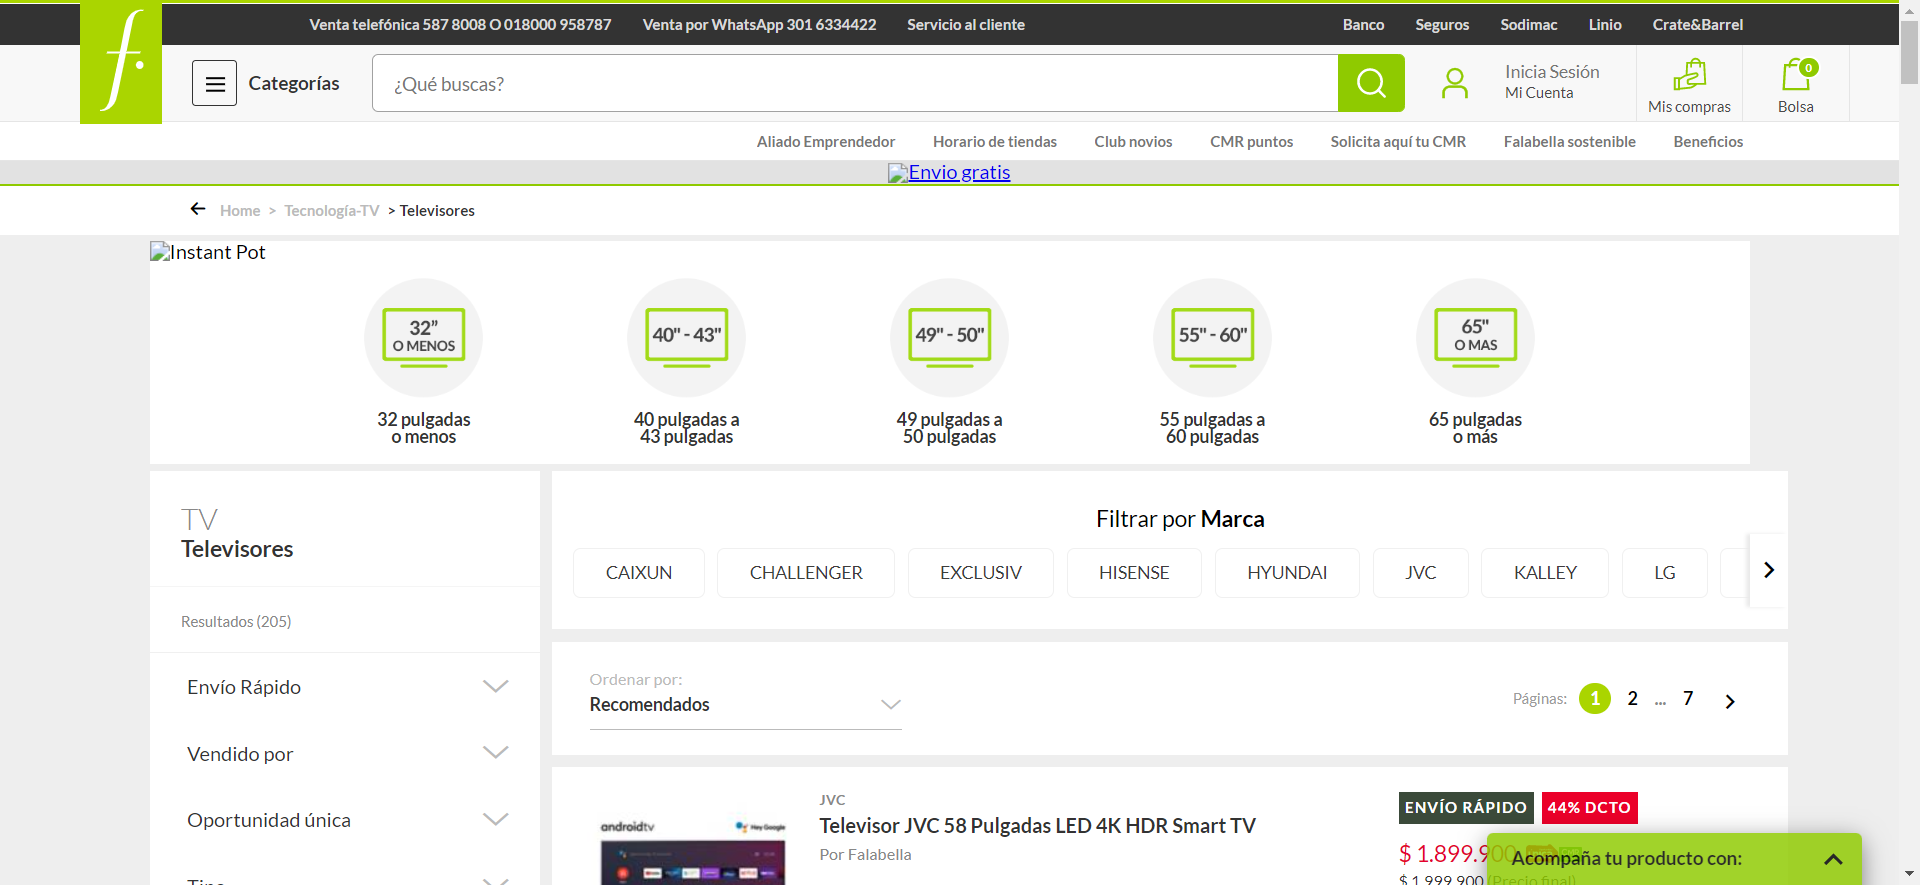 Venta telefónica 587 8008 O 018000 958787 Venta por WhatsApp 301 6334422 Servicio al cliente Banco Seguros Sodimac Linio Crate&Barrel
f.
Categorías ¿Qué buscas? Inicia Sesión
Mi Cuenta
Mis compras
0
Bolsa
Aliado Emprendedor Horario de tiendas Club novios CMR puntos Solicita aquí tu CMR Falabella sostenible Beneficios
Envio gratis
Home > Tecnología-TV > Televisores
Instant Pot
32”
O MENOS
40" - 43"
49" - 50"
55" - 60"
65"
O MAS
32 pulgadas
o menos
40 pulgadas a
43 pulgadas
49 pulgadas a
50 pulgadas
55 pulgadas a
60 pulgadas
65 pulgadas
o más
TV
Televisores
Resultados (205)
Envío Rápido
Vendido por
Oportunidad única
Tipo
Filtrar por Marca
CAIXUN CHALLENGER EXCLUSIV HISENSE HYUNDAI JVC KALLEY LG
Ordenar por:
Recomendados
Páginas: 1 2 ... 7
androidtv Hey Google
JVC
Televisor JVC 58 Pulgadas LED 4K HDR Smart TV
Por Falabella
ENVÍO RÁPIDO 44% DCTO
$ 1.899.900
$ 1.999.900 (Precio final)
Acompaña tu producto con: